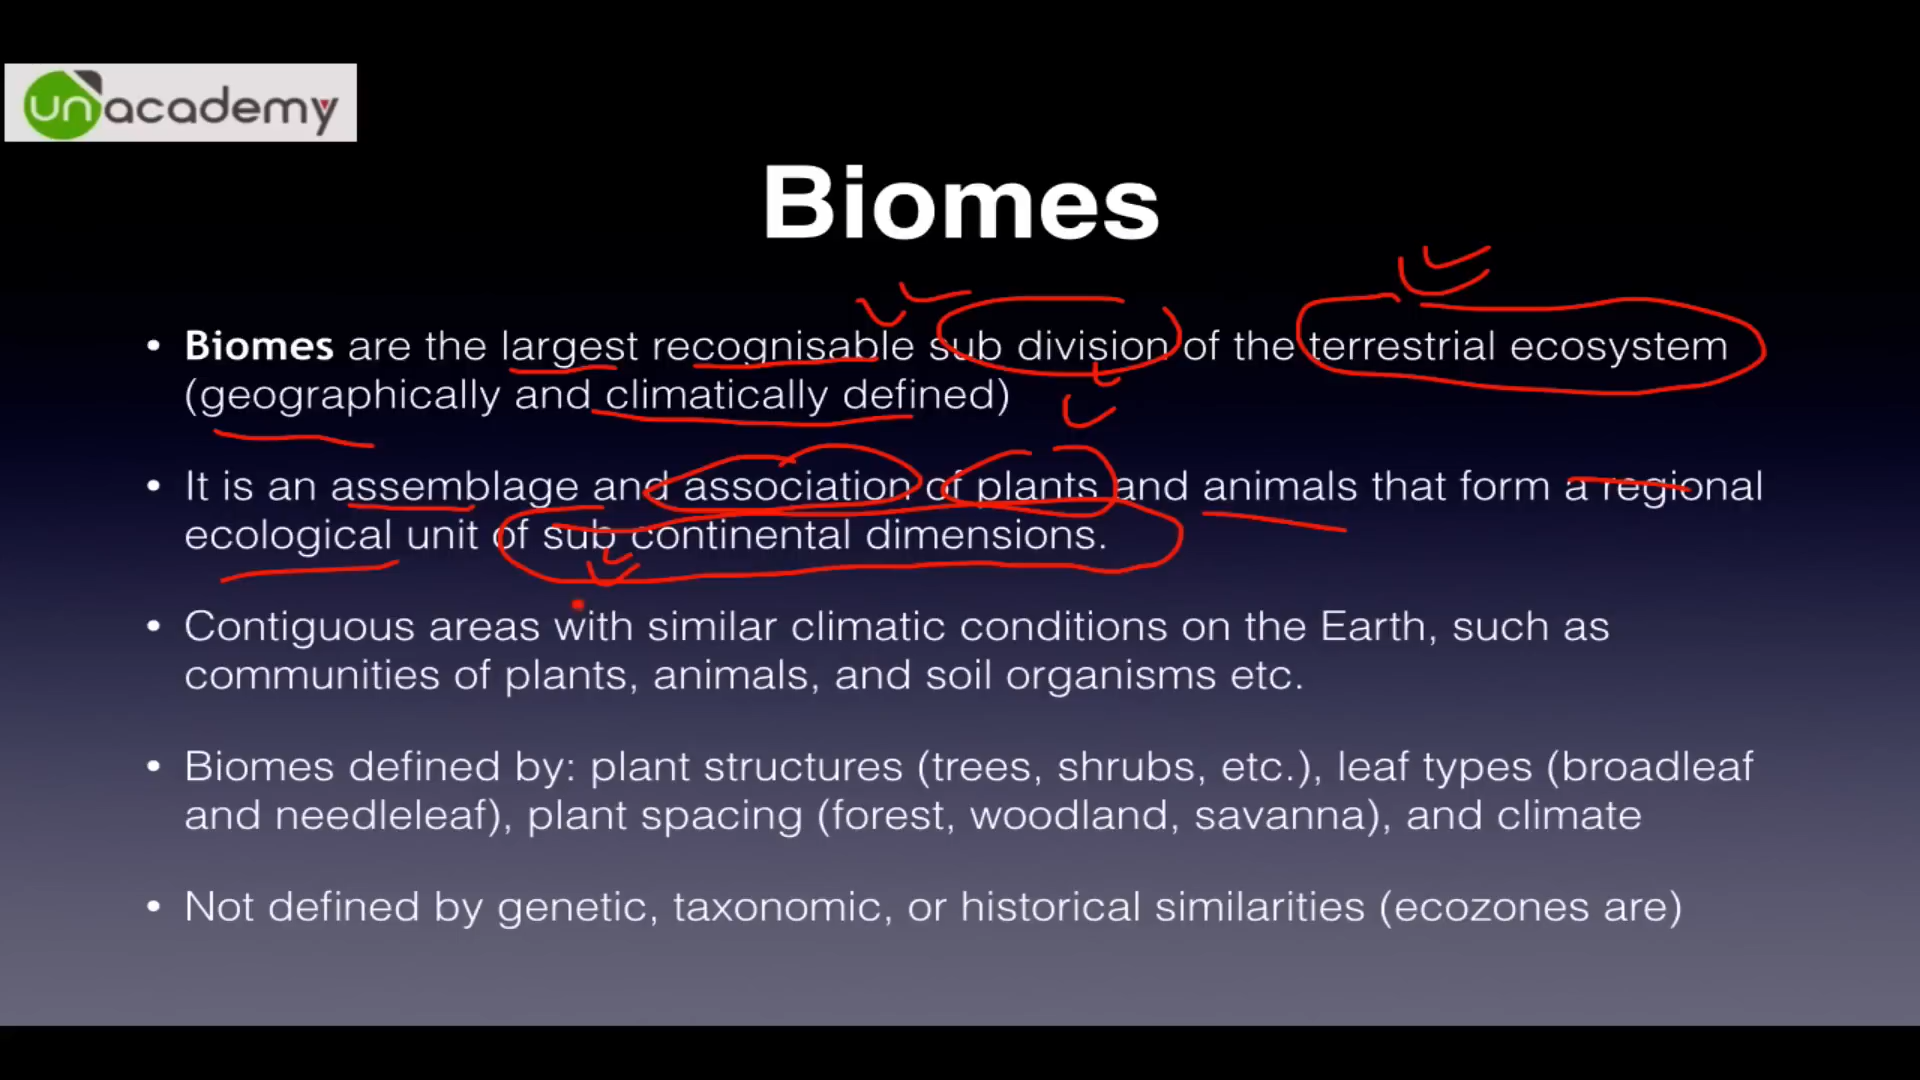 unacademy
Biomes
• Biomes are the largest recognisable sub division of the terrestrial ecosystem
(geographically and climatically defined)
• It is an assemblage and association of plants and animals that form a regional
ecological unit of sub continental dimensions.
• Contiguous areas with similar climatic conditions on the Earth, such as
communities of plants, animals, and soil organisms etc.
• Biomes defined by: plant structures (trees, shrubs, etc.), leaf types (broadleaf
and needleleaf), plant spacing (forest, woodland, savanna), and climate
• Not defined by genetic, taxonomic, or historical similarities (ecozones are)